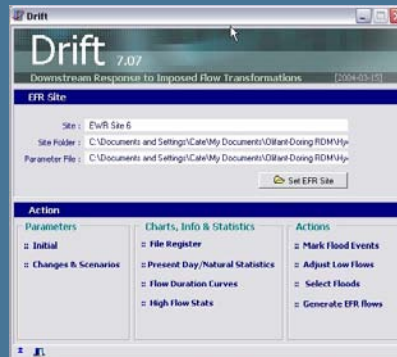 Drift
Drift 7.07
Downstream Response to Imposed Flow Transformations [2004-03-15]
EFR Site
Site : EWR Site 6
Site Folder : C:\Documents and Settings\Cate\My Documents\Olifant-Doring RDM\Hy
Parameter File : C:\Documents and Settings\Cate\My Documents\Olifant-Doring RDM\Hy
Set EFR Site
Action
Parameters
:: Initial
:: Changes & Scenarios
Charts, Info & Statistics
:: File Register
:: Present Day/Natural Statistics
:: Flow Duration Curves
:: High Flow Stats
Actions
:: Mark Flood Events
:: Adjust Low Flows
:: Select Floods
:: Generate EFR flows